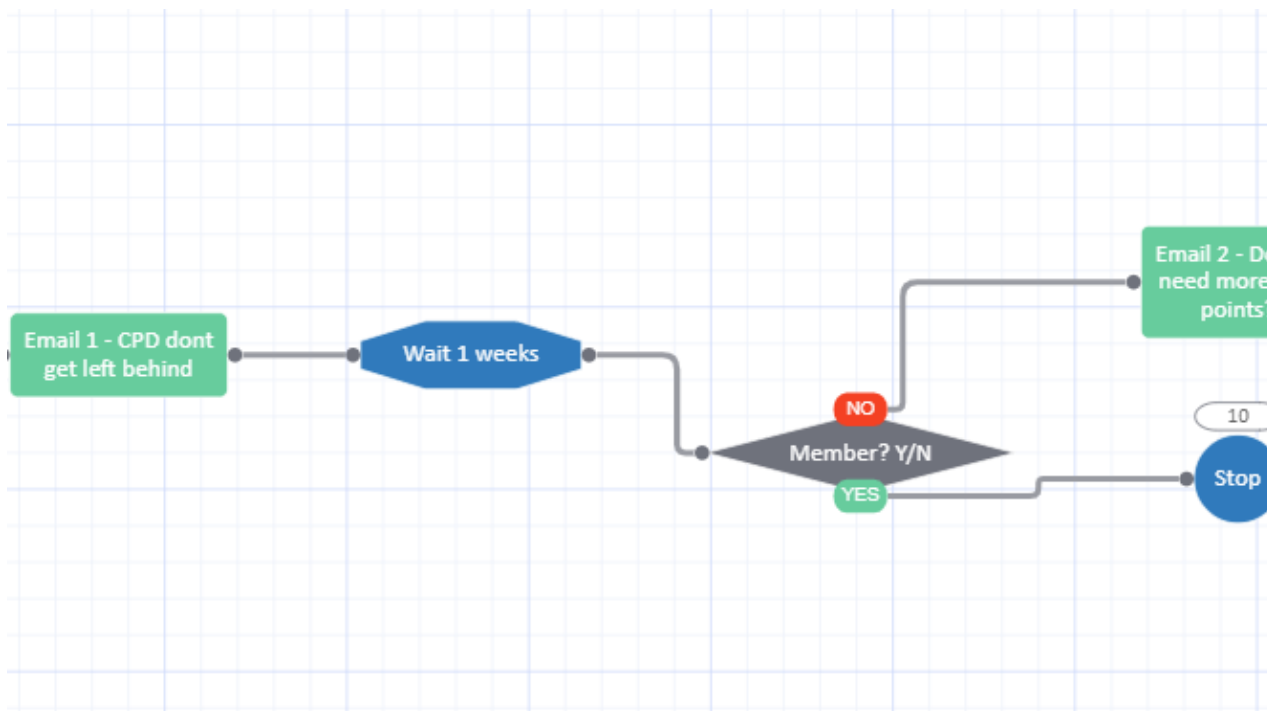 Email 1 - CPD dont
get left behind
Wait 1 weeks
NO
Member? Y/N
YES
Email 2 -
need more
points
10
Stop